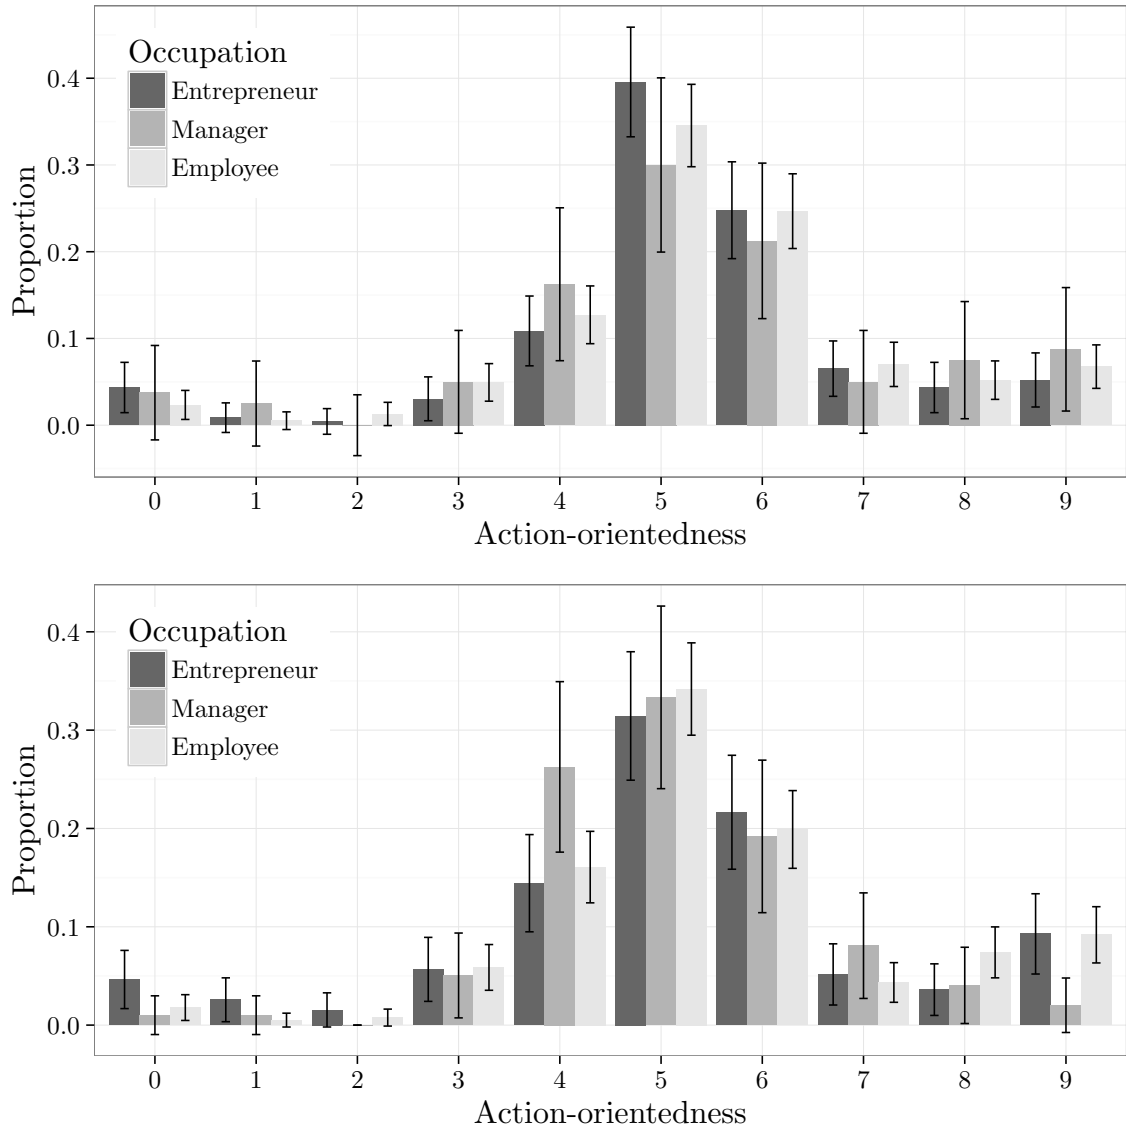 Occupation
Entrepreneur
Manager
Employee
Proportion
0.4
0.3
0.2
0.1
0.0
0 1 2 3 4 5 6 7 8 9
Action-orientedness
Occupation
Entrepreneur
Manager
Employee
Proportion
0.4
0.3
0.2
0.1
0.0
0 1 2 3 4 5 6 7 8 9
Action-orientedness